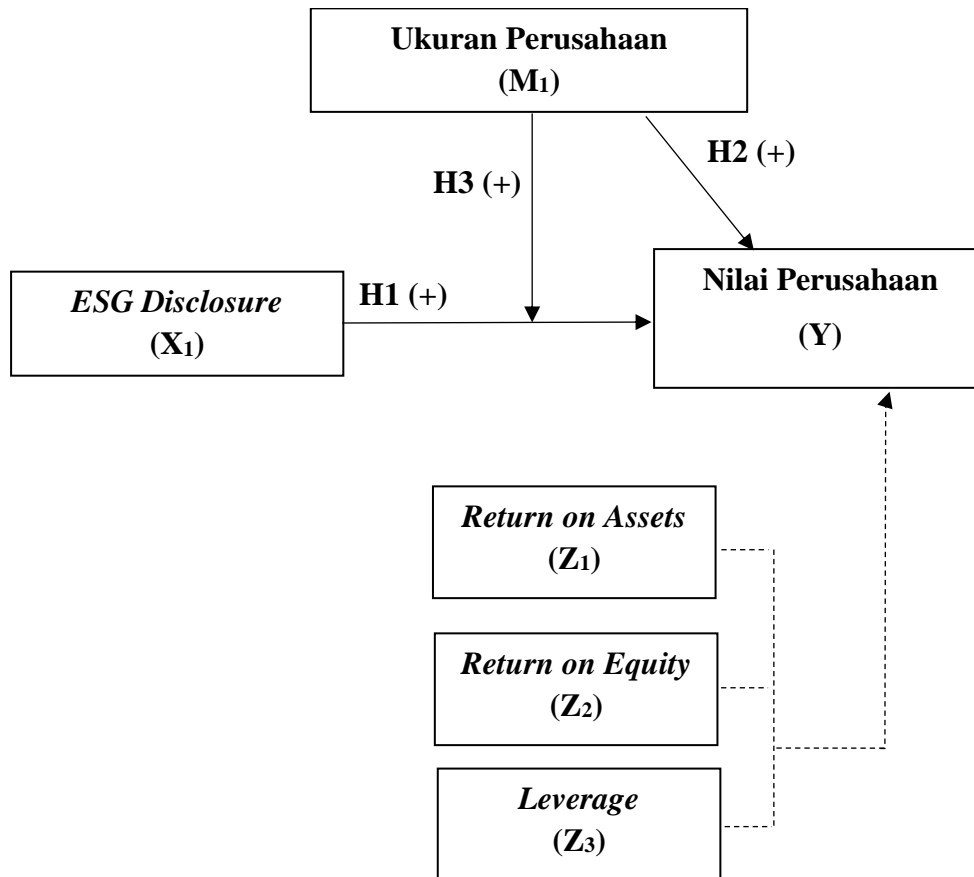 Ukuran Perusahaan
(M1)
H2 (+)
H3 (+)
ESG Disclosure
(X1)
H1 (+)
Nilai Perusahaan
(Y)
Return on Assets
(Z1)
Return on Equity
(Z2)
Leverage
(Z3)